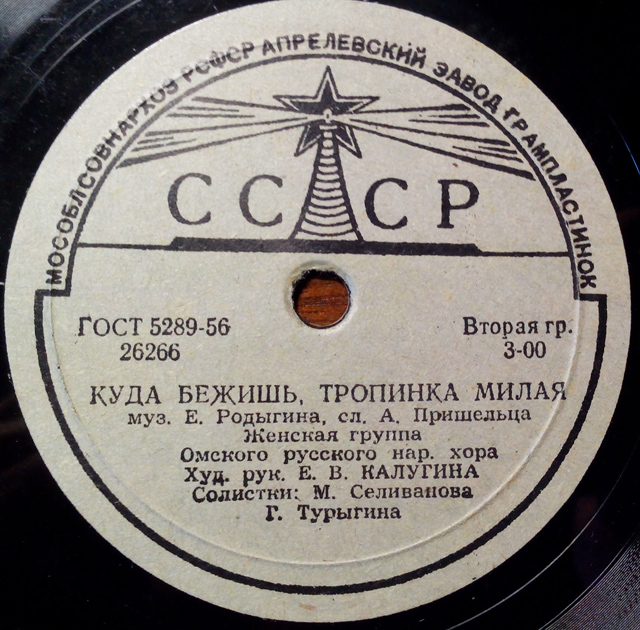 МОСОБЛСОВНАРХОЗ РСФСР АПРЕЛЕВСКИЙ ЗАВОД ГРАМПЛАСТИНОК
СССР
ГОСТ 5289-56 Вторая гр.
26266 3-00
КУДА БЕЖИШЬ, ТРОПИНКА МИЛАЯ
муз. Е. Родыгина, сл. А. Пришельца
Женская группа
Омского русского нар. хора
Худ. рук. Е. В. КАЛУГИНА
Солистки: М. Селиванова
Г. Турыгина